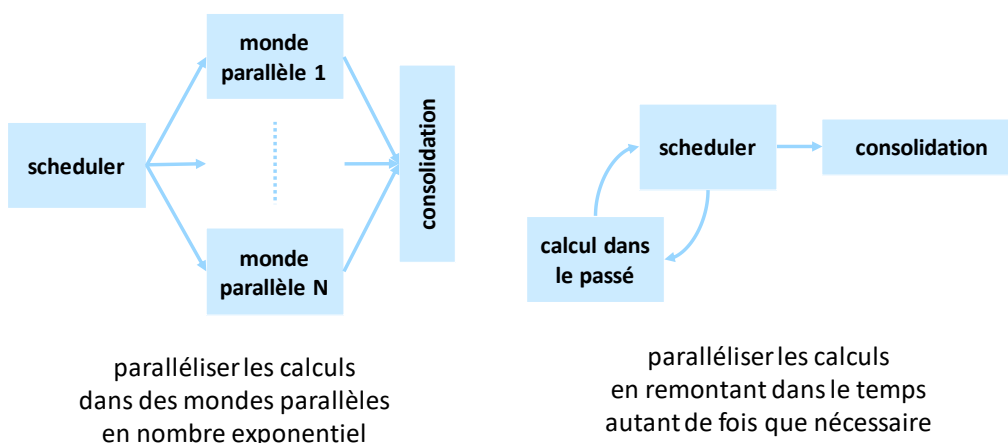 monde
parallèle 1
scheduler
consolidation
monde
parallèle N
paralléliser les calculs
dans des mondes parallèles
en nombre exponentiel
scheduler
consolidation
calcul dans
le passé
paralléliser les calculs
en remontant dans le temps
autant de fois que nécessaire